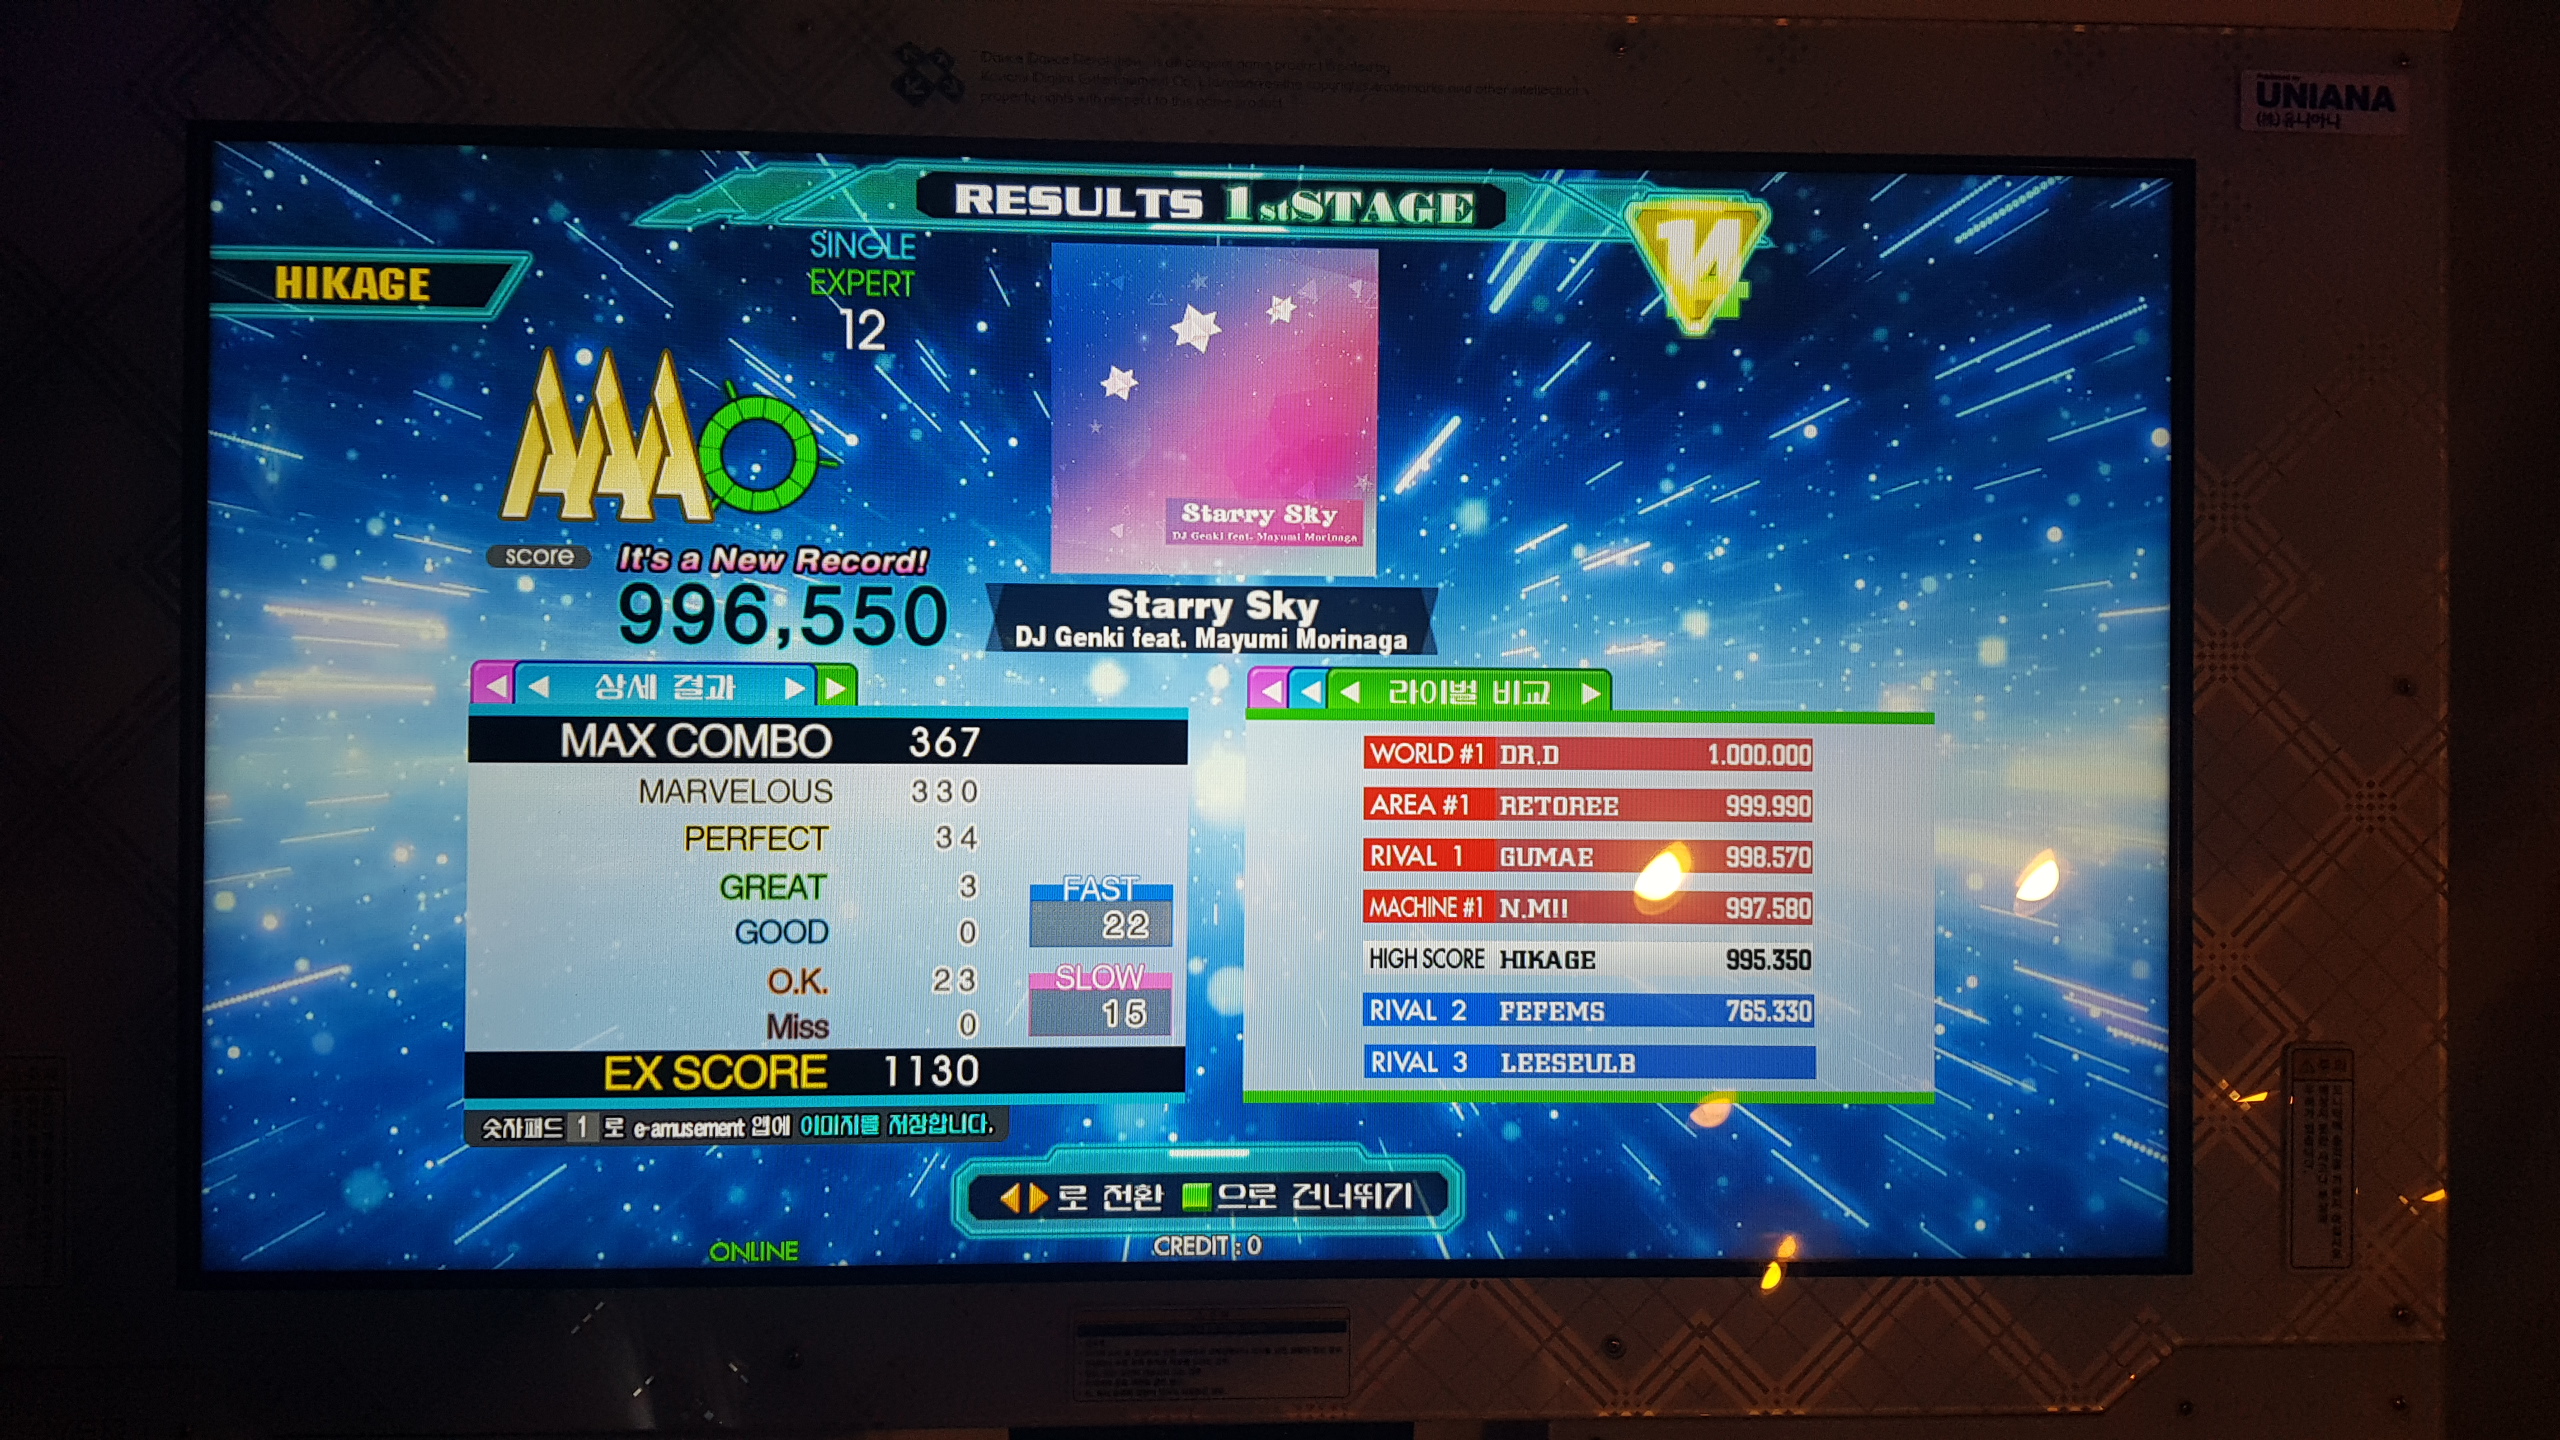 Produced by
UNIANA
(株)유니아나
RESULTS 1stSTAGE
14
HIKAGE
SINGLE
EXPERT
12
AAA
Starry Sky
DJ Genki feat. Mayumi Morinaga
score It's a New Record!
996,550
Starry Sky
DJ Genki feat. Mayumi Morinaga
상세 결과
MAX COMBO 367
MARVELOUS 330
PERFECT 34
GREAT 3
GOOD 0
O.K. 23
Miss 0
FAST
22
SLOW
15
EX SCORE 1130
라이벌 비교
WORLD #1 DR.D 1.000.000
AREA #1 RETOREE 999.990
RIVAL 1 GUMAE 998.570
MACHINE #1 N.M!! 997.580
HIGH SCORE HIKAGE 995.350
RIVAL 2 FEFEMS 765.330
RIVAL 3 LEESEULB
숫자패드 1 로 e-amusement 앱에 이미지를 저장합니다.
로 전환 으로 건너뛰기
ONLINE
CREDIT : 0